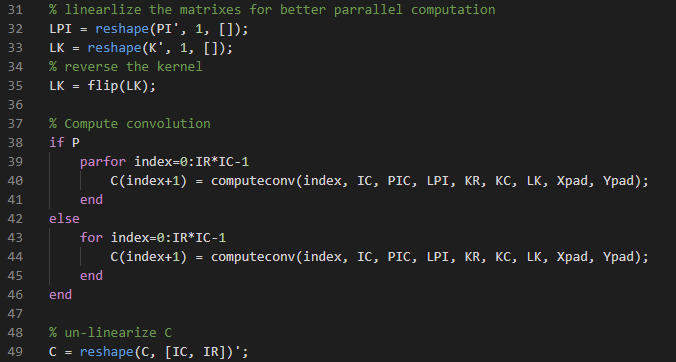 31 % linearlize the matrixes for better parrallel computation
32 LPI = reshape(PI', 1, []);
33 LK = reshape(K', 1, []);
34 % reverse the kernel
35 LK = flip(LK);
36
37 % Compute convolution
38 if P
39 parfor index=0:IR*IC-1
40 C(index+1) = computeconv(index, IC, PIC, LPI, KR, KC, LK, Xpad, Ypad);
41 end
42 else
43 for index=0:IR*IC-1
44 C(index+1) = computeconv(index, IC, PIC, LPI, KR, KC, LK, Xpad, Ypad);
45 end
46 end
47
48 % un-linearize C
49 C = reshape(C, [IC, IR])';